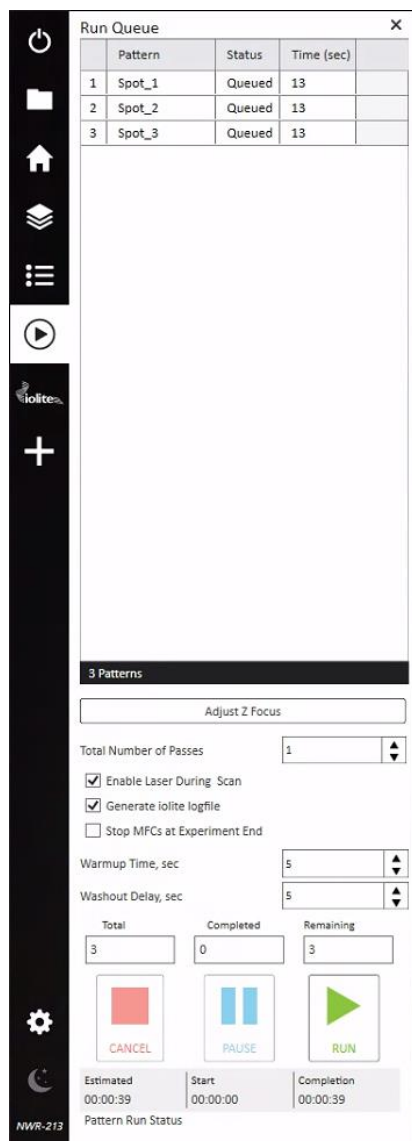 Run Queue
Pattern Status Time (sec)
1 Spot_1 Queued 13
2 Spot_2 Queued 13
3 Spot_3 Queued 13
iolite
3 Patterns
Adjust Z Focus
Total Number of Passes 1
Enable Laser During Scan
Generate iolite logfile
Stop MFCs at Experiment End
Warmup Time, sec 5
Washout Delay, sec 5
Total Completed Remaining
3 0 3
CANCEL PAUSE RUN
Estimated Start Completion
00:00:39 00:00:00 00:00:39
NWR-213 Pattern Run Status